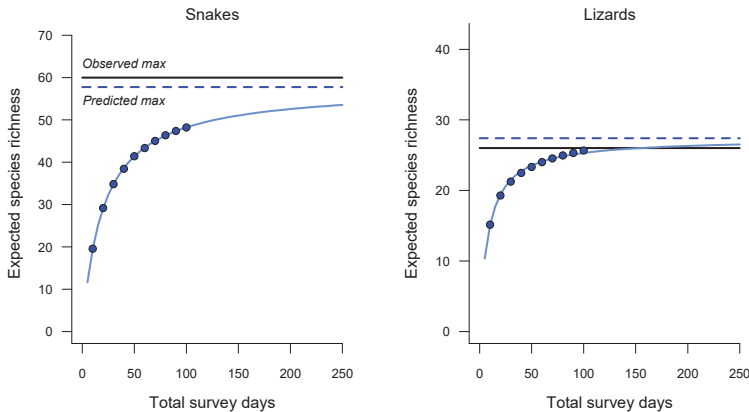 Snakes
Expected species richness
70
60
50
40
30
20
10
0
Observed max
Predicted max
0 50 100 150 200 250
Total survey days
Lizards
Expected species richness
40
30
20
10
0
0 50 100 150 200 250
Total survey days